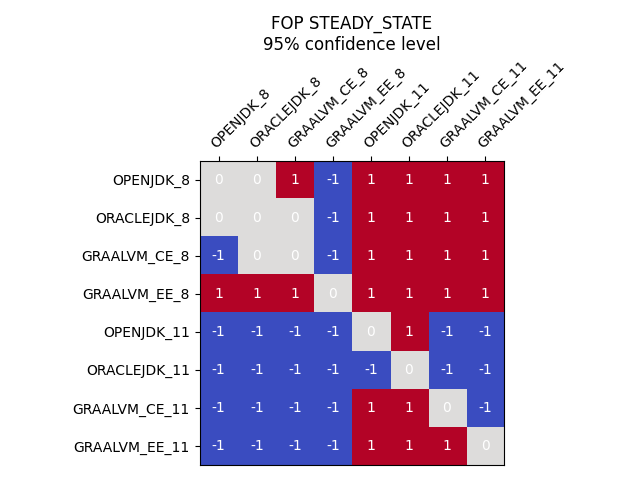 FOP STEADY_STATE
95% confidence level
OPENJDK_8 ORACLEJDK_8 GRAALVM_CE_8 GRAALVM_EE_8 OPENJDK_11 ORACLEJDK_11 GRAALVM_CE_11 GRAALVM_EE_11
OPENJDK_8 0 0 1 -1 1 1 1 1
ORACLEJDK_8 0 0 0 -1 1 1 1 1
GRAALVM_CE_8 -1 0 0 -1 1 1 1 1
GRAALVM_EE_8 1 1 1 0 1 1 1 1
OPENJDK_11 -1 -1 -1 -1 0 1 -1 -1
ORACLEJDK_11 -1 -1 -1 -1 -1 0 -1 -1
GRAALVM_CE_11 -1 -1 -1 -1 1 1 0 -1
GRAALVM_EE_11 -1 -1 -1 -1 1 1 1 0